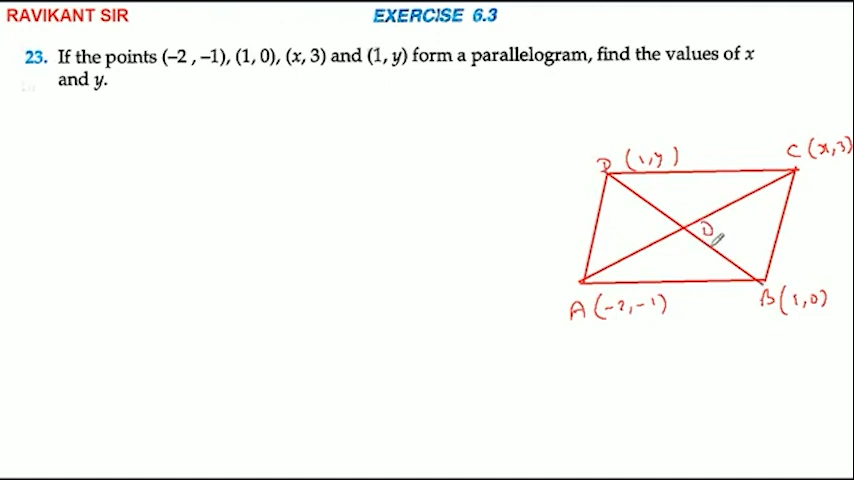 RAVIKANT SIR
EXERCISE 6.3
23. If the points (–2 , –1), (1, 0), (x, 3) and (1, y) form a parallelogram, find the values of x
and y.
D (1,y)
C (x,3)
O
A (-2,-1)
B (1,0)